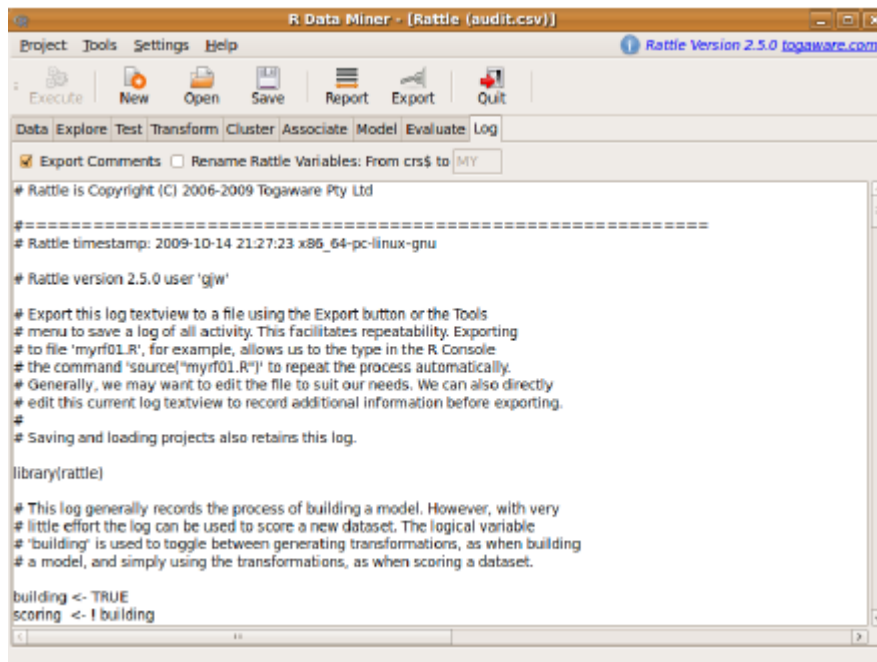 R Data Miner - [Rattle (audit.csv)]
Project Tools Settings Help
Rattle Version 2.5.0 togaware.com
Execute New Open Save Report Export Quit
Data Explore Test Transform Cluster Associate Model Evaluate Log
Export Comments Rename Rattle Variables: From crs$ to MY
# Rattle is Copyright (C) 2006-2009 Togaware Pty Ltd
#============================================================
# Rattle timestamp: 2009-10-14 21:27:23 x86_64-pc-linux-gnu
# Rattle version 2.5.0 user 'gjw'
# Export this log textview to a file using the Export button or the Tools
# menu to save a log of all activity. This facilitates repeatability. Exporting
# to file 'myrf01.R', for example, allows us to the type in the R Console
# the command 'source("myrf01.R")' to repeat the process automatically.
# Generally, we may want to edit the file to suit our needs. We can also directly
# edit this current log textview to record additional information before exporting.
#
# Saving and loading projects also retains this log.
library(rattle)
# This log generally records the process of building a model. However, with very
# little effort the log can be used to score a new dataset. The logical variable
# 'building' is used to toggle between generating transformations, as when building
# a model, and simply using the transformations, as when scoring a dataset.
building <- TRUE
scoring <- ! building